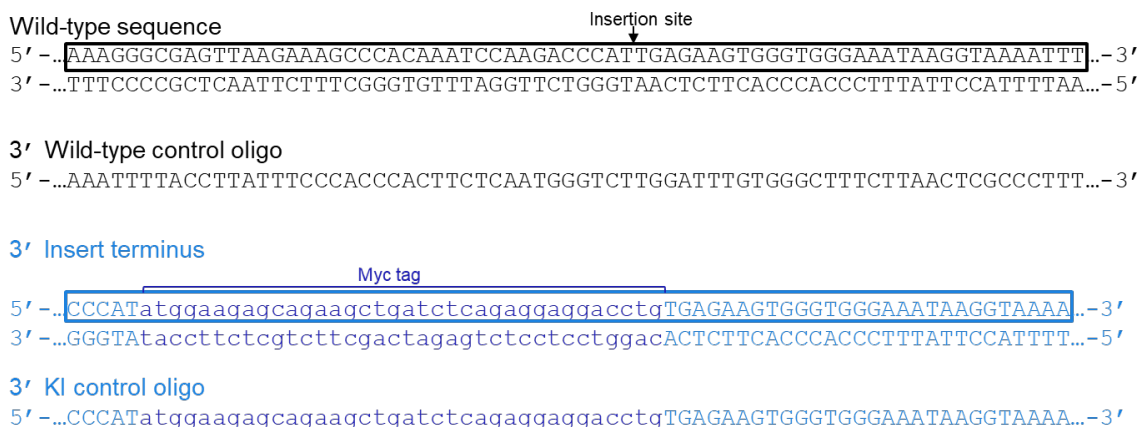 Wild-type sequence
Insertion site
5′-…AAAGGGCGAGTTAAGAAAGCCCACAAATCCAAGACCCATTGAGAAGTGGGTGGGAAATAAGGTAAAATTT…-3′
3′-…TTTCCCCGCTCAATTCTTTCGGGTGTTTAGGTTCTGGGTAACTCTTCACCCACCCTTTATTCCATTTTAA…-5′
3′ Wild-type control oligo
5′-…AAATTTTACCTTATTTCCCACCCACTTCTCAATGGGTCTTGGATTTGTGGGCTTTCTTAACTCGCCCTTT…-3′
3′ Insert terminus
Myc tag
5′-…CCCATatggaagagcagaagctgatctcagaggaggacctgTGAGAAGTGGGTGGGAAATAAGGTAAAA…-3′
3′-…GGGTAtaccttctcgtcttcgactagagtctcctcctggacACTCTTCACCCACCCTTTATTCCATTTT…-5′
3′ KI control oligo
5′-…CCCATatggaagagcagaagctgatctcagaggaggacctgTGAGAAGTGGGTGGGAAATAAGGTAAAA…-3′